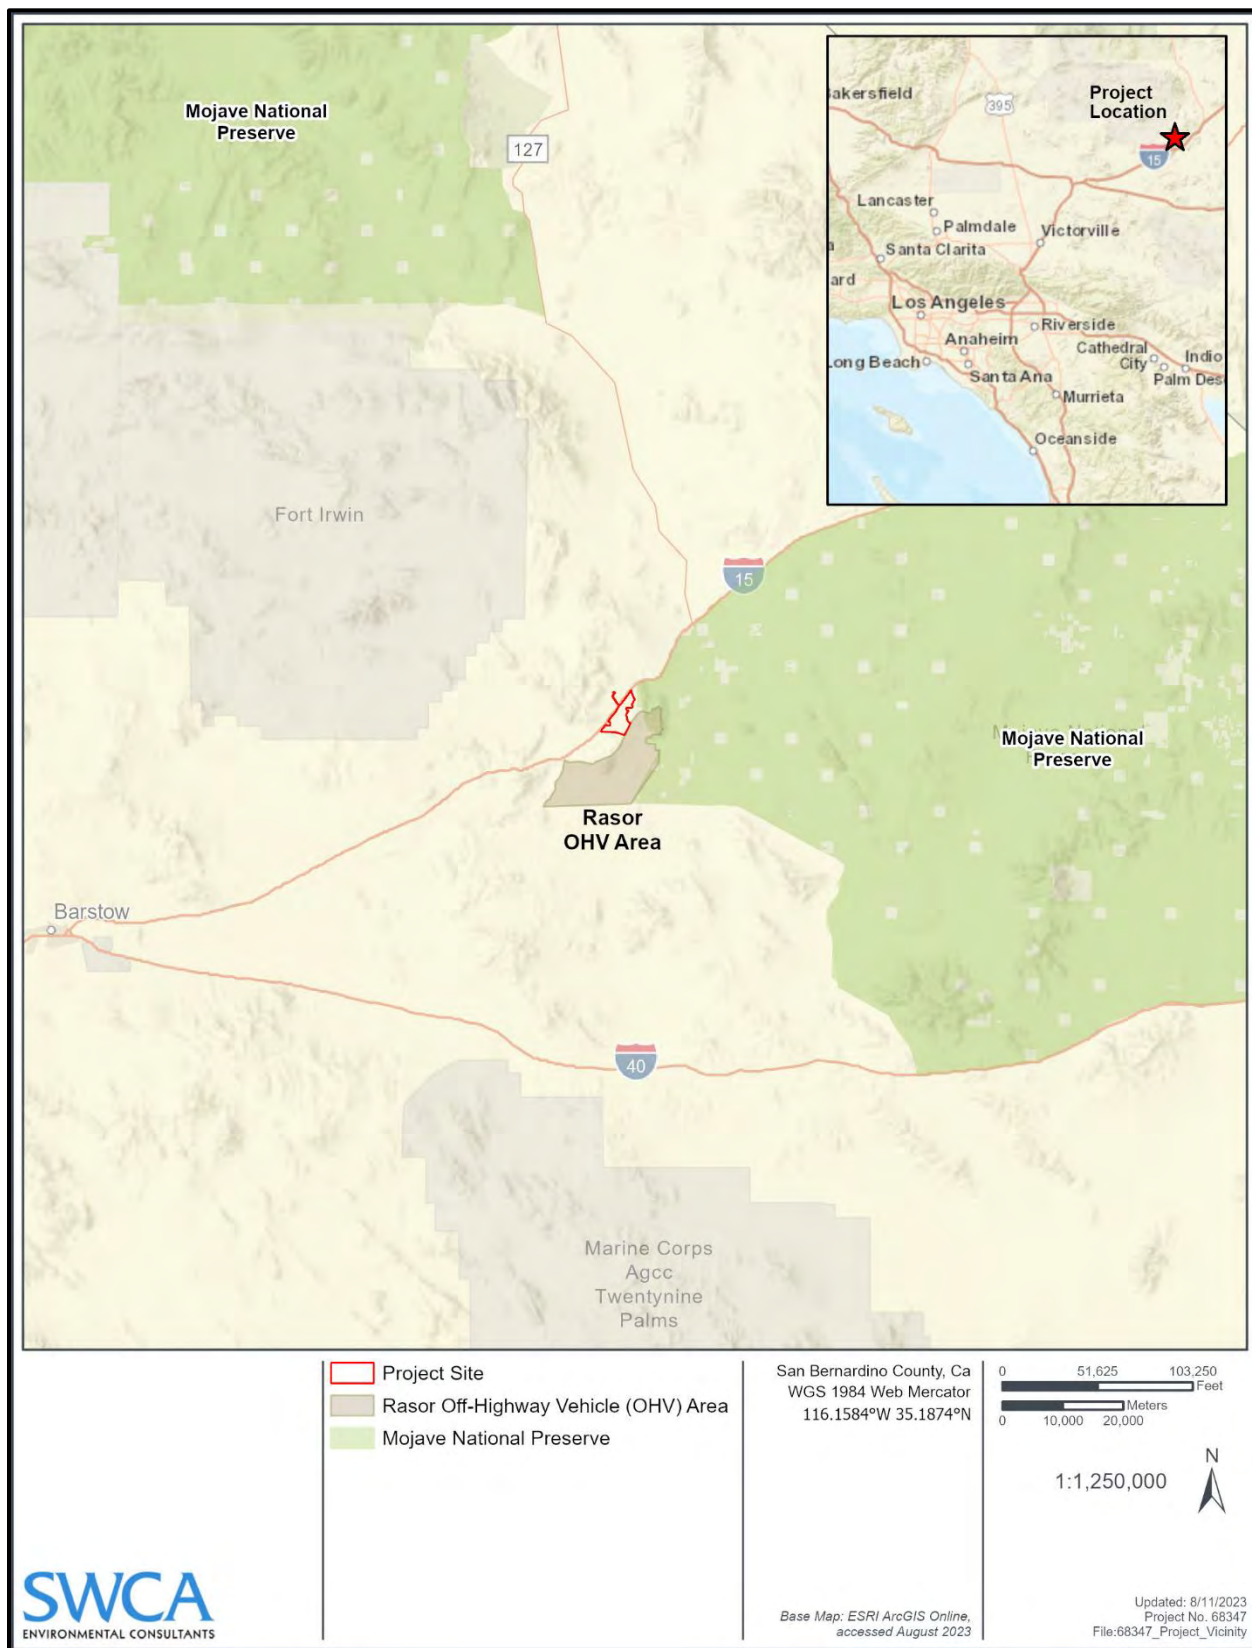 Mojave National
Preserve
127
Fort Irwin
15
Mojave National
Preserve
Rasor
OHV Area
Barstow
40
Marine Corps
Agcc
Twentynine
Palms
akersfield
395
Project
Location
15
Lancaster
Palmdale
Victorville
Santa Clarita
ard
Los Angeles
Riverside
Anaheim
Cathedral
City
Indio
Long Beach
Santa Ana
Palm Des
Murrieta
Oceanside
Project Site
Rasor Off-Highway Vehicle (OHV) Area
Mojave National Preserve
San Bernardino County, Ca
WGS 1984 Web Mercator
116.1584°W 35.1874°N
Base Map: ESRI ArcGIS Online,
accessed August 2023
0 51,625 103,250
Feet
Meters
0 10,000 20,000
N
1:1,250,000
Updated: 8/11/2023
Project No. 68347
File:68347_Project_Vicinity
SWCA
ENVIRONMENTAL CONSULTANTS